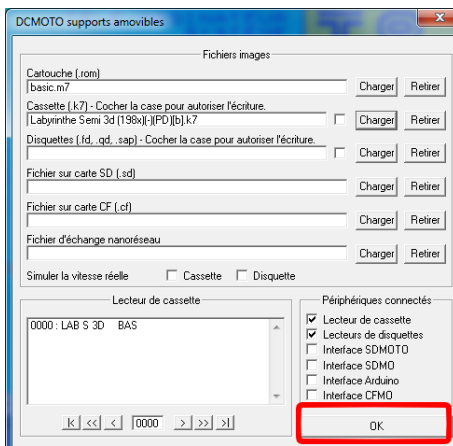 DCMOTO supports amovibles
Fichiers images
Cartouche (.rom)
basic.m7 Charger Retirer
Cassette (.k7) - Cocher la case pour autoriser l'écriture.
Labyrinthe Semi 3d (198x)(-)(PD)[b].k7 Charger Retirer
Disquettes (.fd, .qd, .sap) - Cocher la case pour autoriser l'écriture.
Charger Retirer
Fichier sur carte SD (.sd)
Charger Retirer
Fichier sur carte CF (.cf)
Charger Retirer
Fichier d'échange nanoréseau
Charger Retirer
Simuler la vitesse réelle Cassette Disquette
Lecteur de cassette
0000 : LAB S 3D BAS
|< << < 0000 > >> >|
Périphériques connectés
Lecteur de cassette
Lecteurs de disquettes
Interface SDMOTO
Interface SDMO
Interface Arduino
Interface CFMO
OK